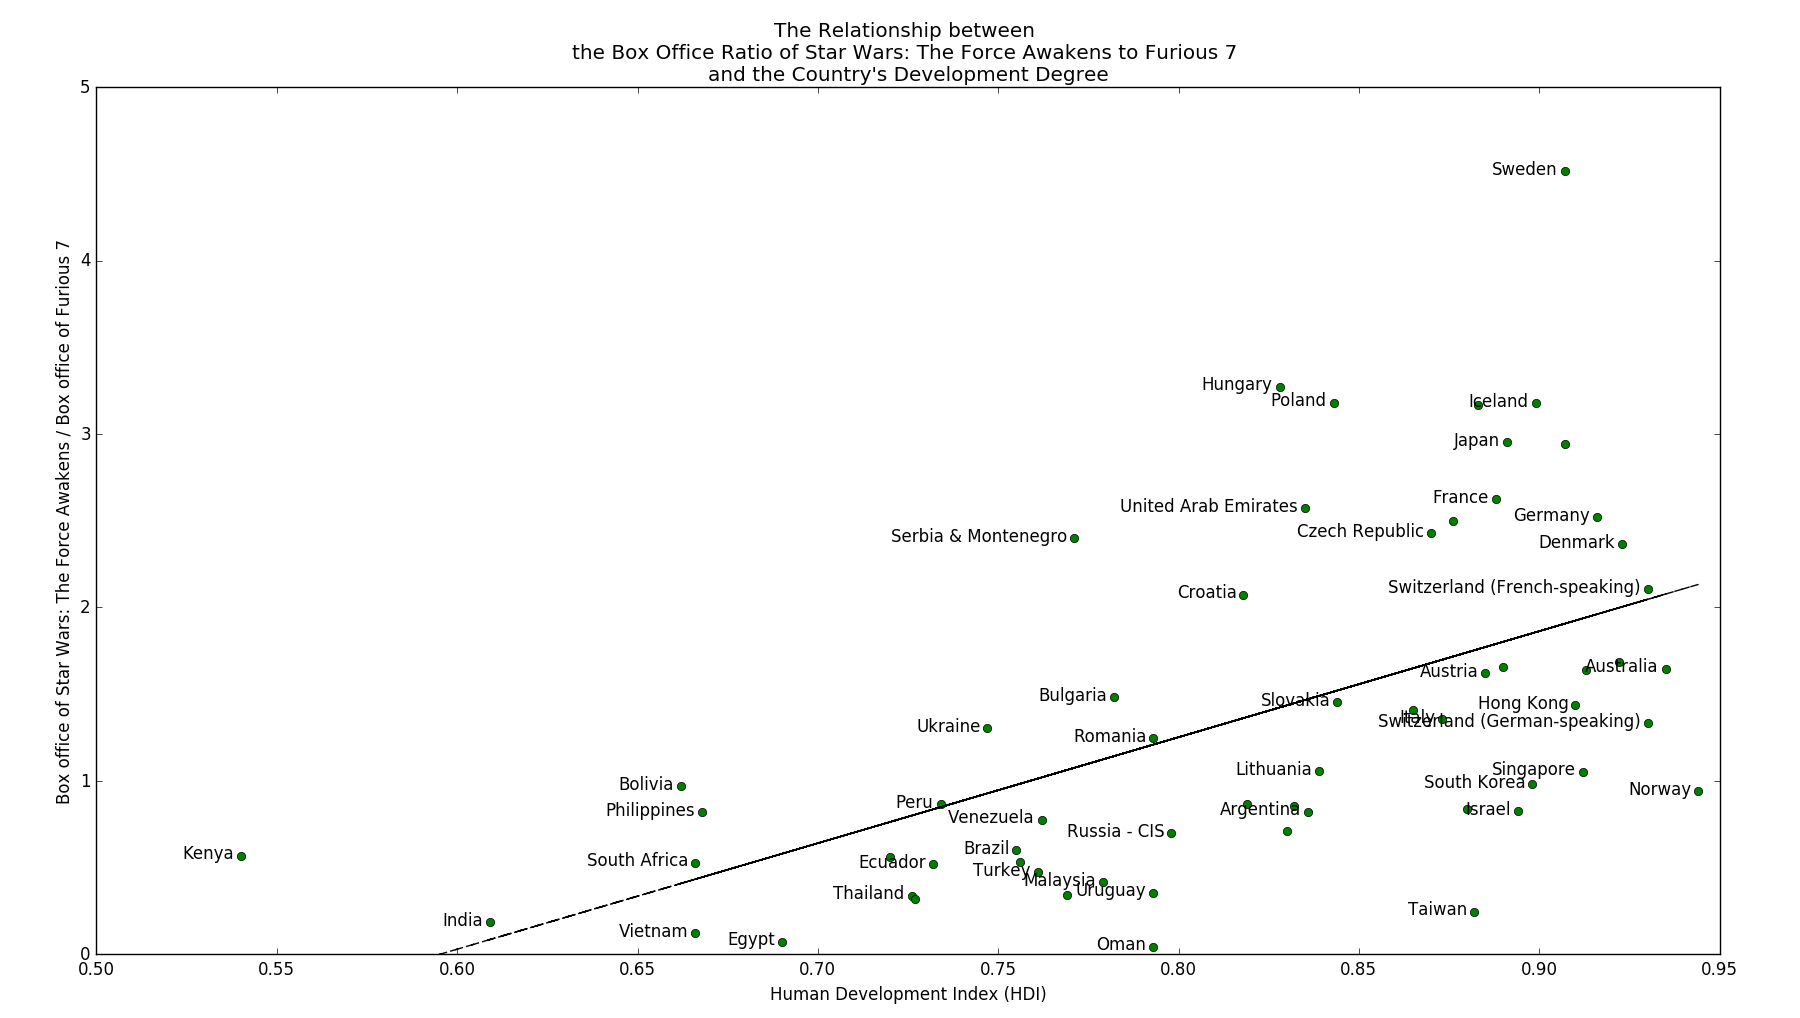 The Relationship between
the Box Office Ratio of Star Wars: The Force Awakens to Furious 7
and the Country's Development Degree
Box office of Star Wars: The Force Awakens / Box office of Furious 7
5
4
3
2
1
0
Sweden
Hungary
Poland
Iceland
Japan
France
United Arab Emirates
Germany
Czech Republic
Serbia & Montenegro
Denmark
Switzerland (French-speaking)
Croatia
Australia
Austria
Bulgaria
Slovakia
Hong Kong
Italy
Switzerland (German-speaking)
Ukraine
Romania
Lithuania
Singapore
South Korea
Bolivia
Norway
Peru
Philippines
Argentina
Israel
Venezuela
Russia - CIS
Kenya
Brazil
South Africa
Ecuador
Turkey
Malaysia
Thailand
Uruguay
India
Taiwan
Vietnam
Egypt
Oman
0.50 0.55 0.60 0.65 0.70 0.75 0.80 0.85 0.90 0.95
Human Development Index (HDI)